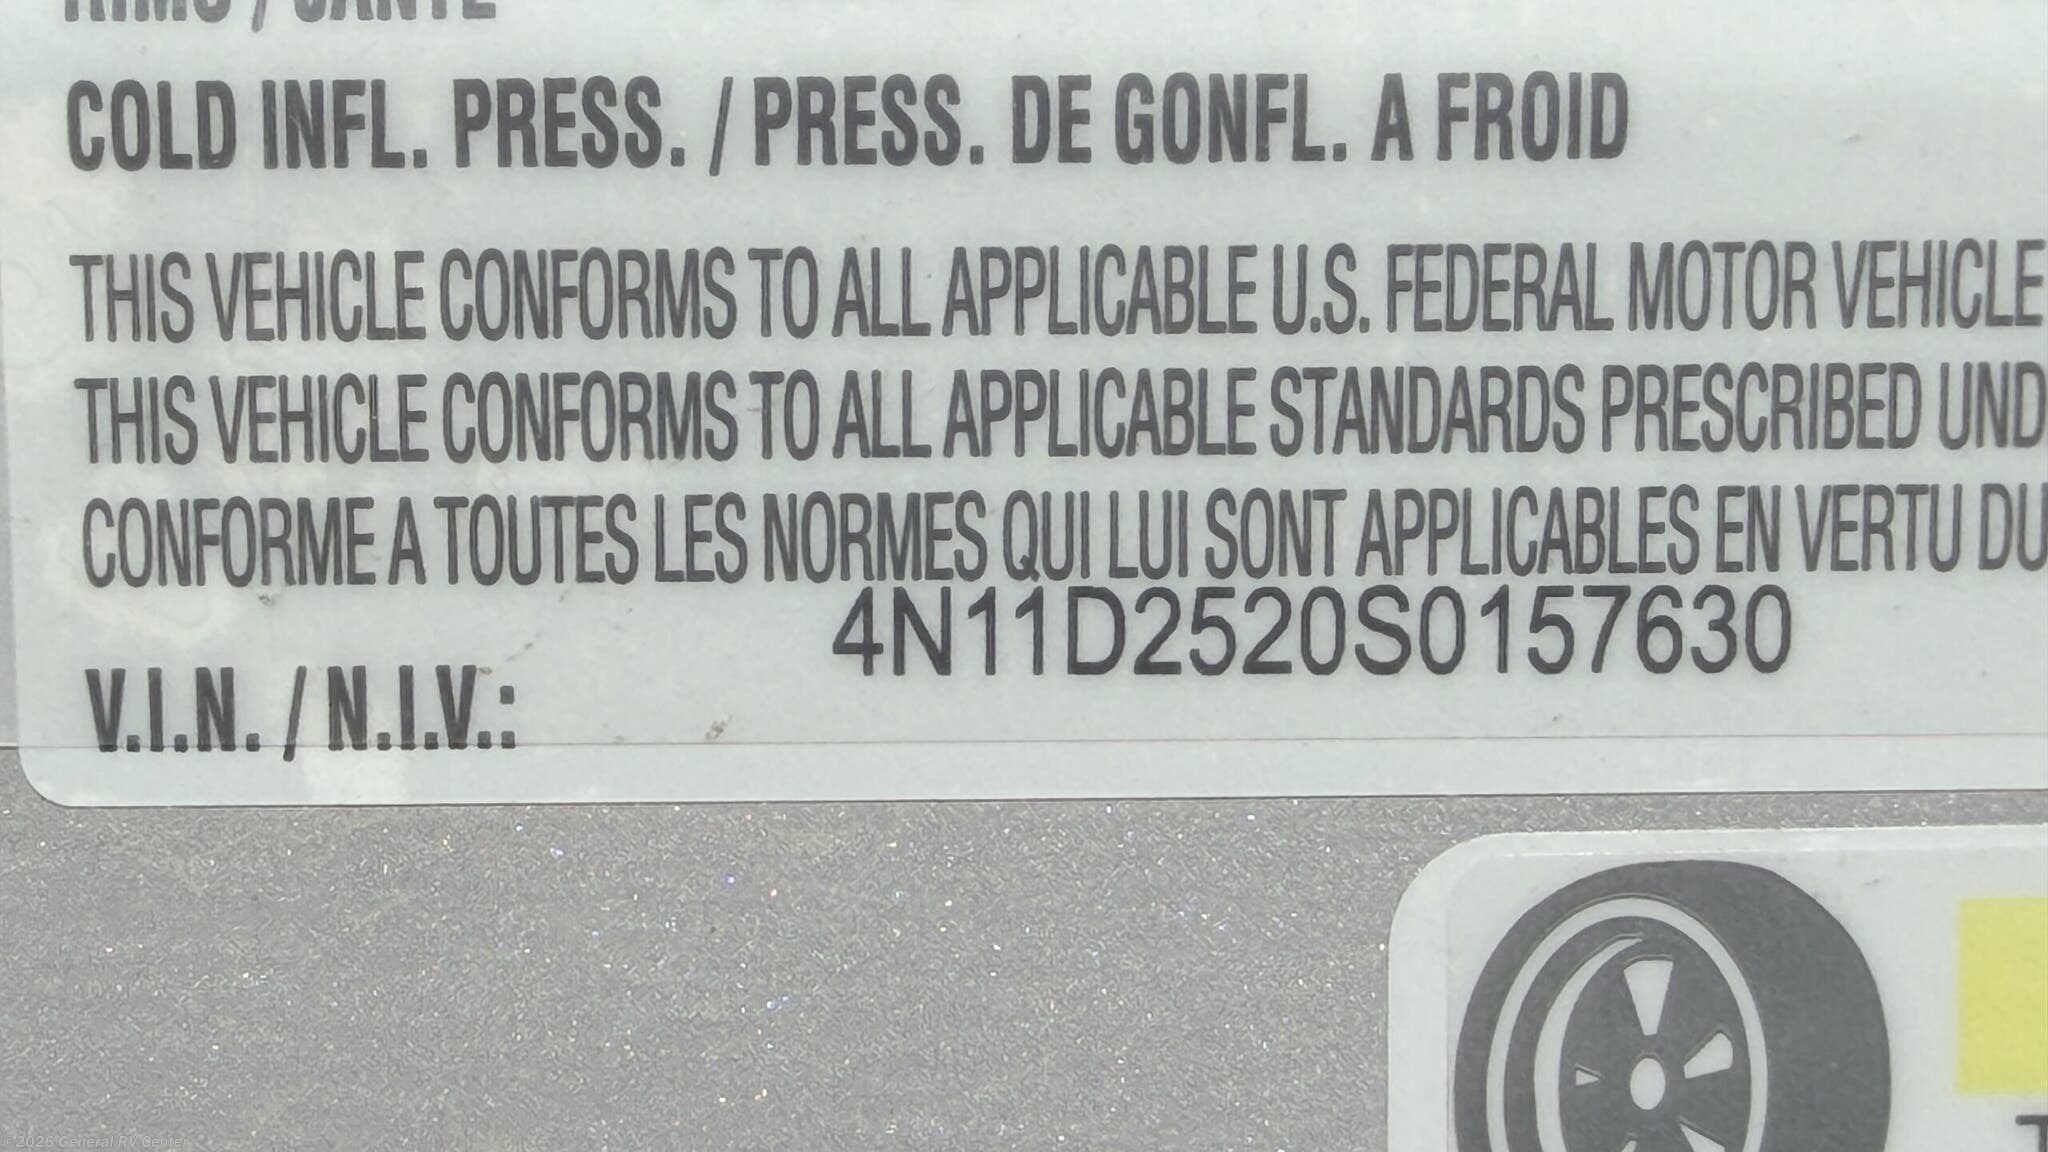 RIMS / JANTE
COLD INFL. PRESS. / PRESS. DE GONFL. A FROID
THIS VEHICLE CONFORMS TO ALL APPLICABLE U.S. FEDERAL MOTOR VEHICLE
THIS VEHICLE CONFORMS TO ALL APPLICABLE STANDARDS PRESCRIBED UND
CONFORME A TOUTES LES NORMES QUI LUI SONT APPLICABLES EN VERTU DU
4N11D2520S0157630
V.I.N. / N.I.V.:
©2026 General RV Center